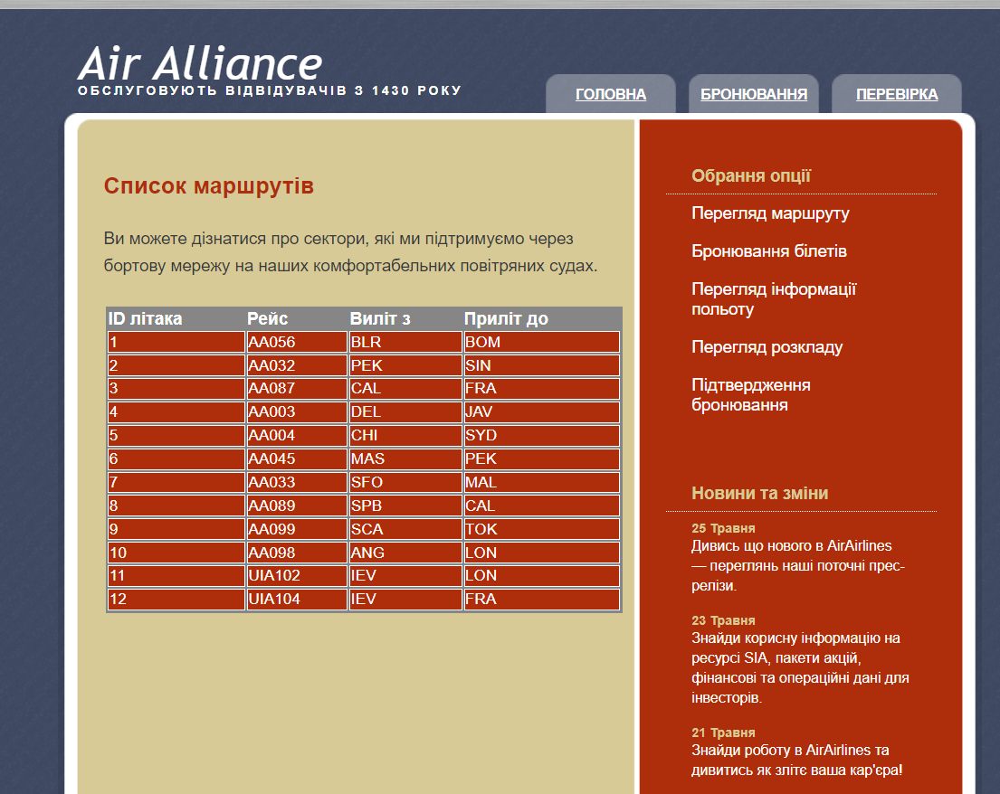 Air Alliance
ОБСЛУГОВУЮТЬ ВІДВІДУВАЧІВ З 1430 РОКУ
ГОЛОВНА БРОНЮВАННЯ ПЕРЕВІРКА
Список маршрутів
Ви можете дізнатися про сектори, які ми підтримуємо через
бортову мережу на наших комфортабельних повітряних судах.
ID літака Рейс Виліт з Приліт до
1 AA056 BLR BOM
2 AA032 PEK SIN
3 AA087 CAL FRA
4 AA003 DEL JAV
5 AA004 CHI SYD
6 AA045 MAS PEK
7 AA033 SFO MAL
8 AA089 SPB CAL
9 AA099 SCA TOK
10 AA098 ANG LON
11 UIA102 IEV LON
12 UIA104 IEV FRA
Обрання опції
Перегляд маршруту
Бронювання білетів
Перегляд інформації
польоту
Перегляд розкладу
Підтвердження
бронювання
Новини та зміни
25 Травня
Дивись що нового в AirAirlines
— переглянь наші поточні прес-
релізи.
23 Травня
Знайди корисну інформацію на
ресурсі SIA, пакети акцій,
фінансові та операційні дані для
інвесторів.
21 Травня
Знайди роботу в AirAirlines та
дивитись як злітє ваша кар'єра!